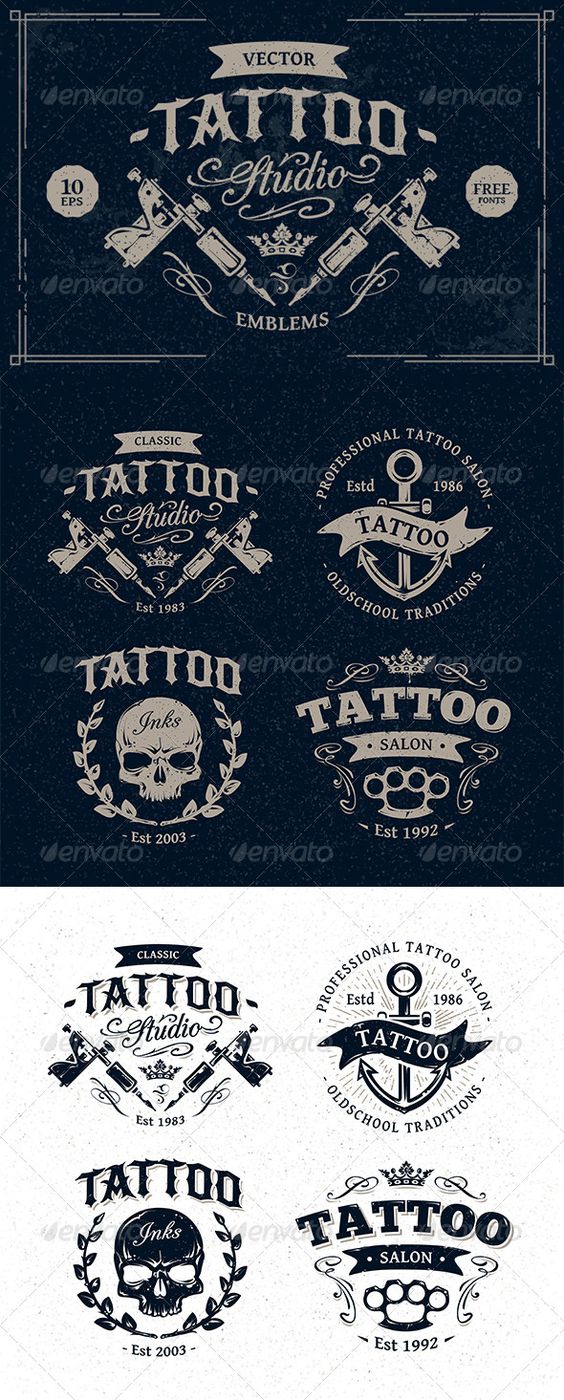 VECTOR
-TATTOO-
Studio
10
EPS
FREE
FONTS
EMBLEMS
CLASSIC
-TATTOO-
Studio
Est 1983
· PROFESSIONAL TATTOO SALON ·
Estd 1986
TATTOO
- OLDSCHOOL TRADITIONS -
TATTOO
Inks
- Est 2003 -
TATTOO
· SALON ·
Est 1992
CLASSIC
-TATTOO-
Studio
Est 1983
· PROFESSIONAL TATTOO SALON ·
Estd 1986
TATTOO
- OLDSCHOOL TRADITIONS -
TATTOO
Inks
- Est 2003 -
TATTOO
· SALON ·
Est 1992
envato